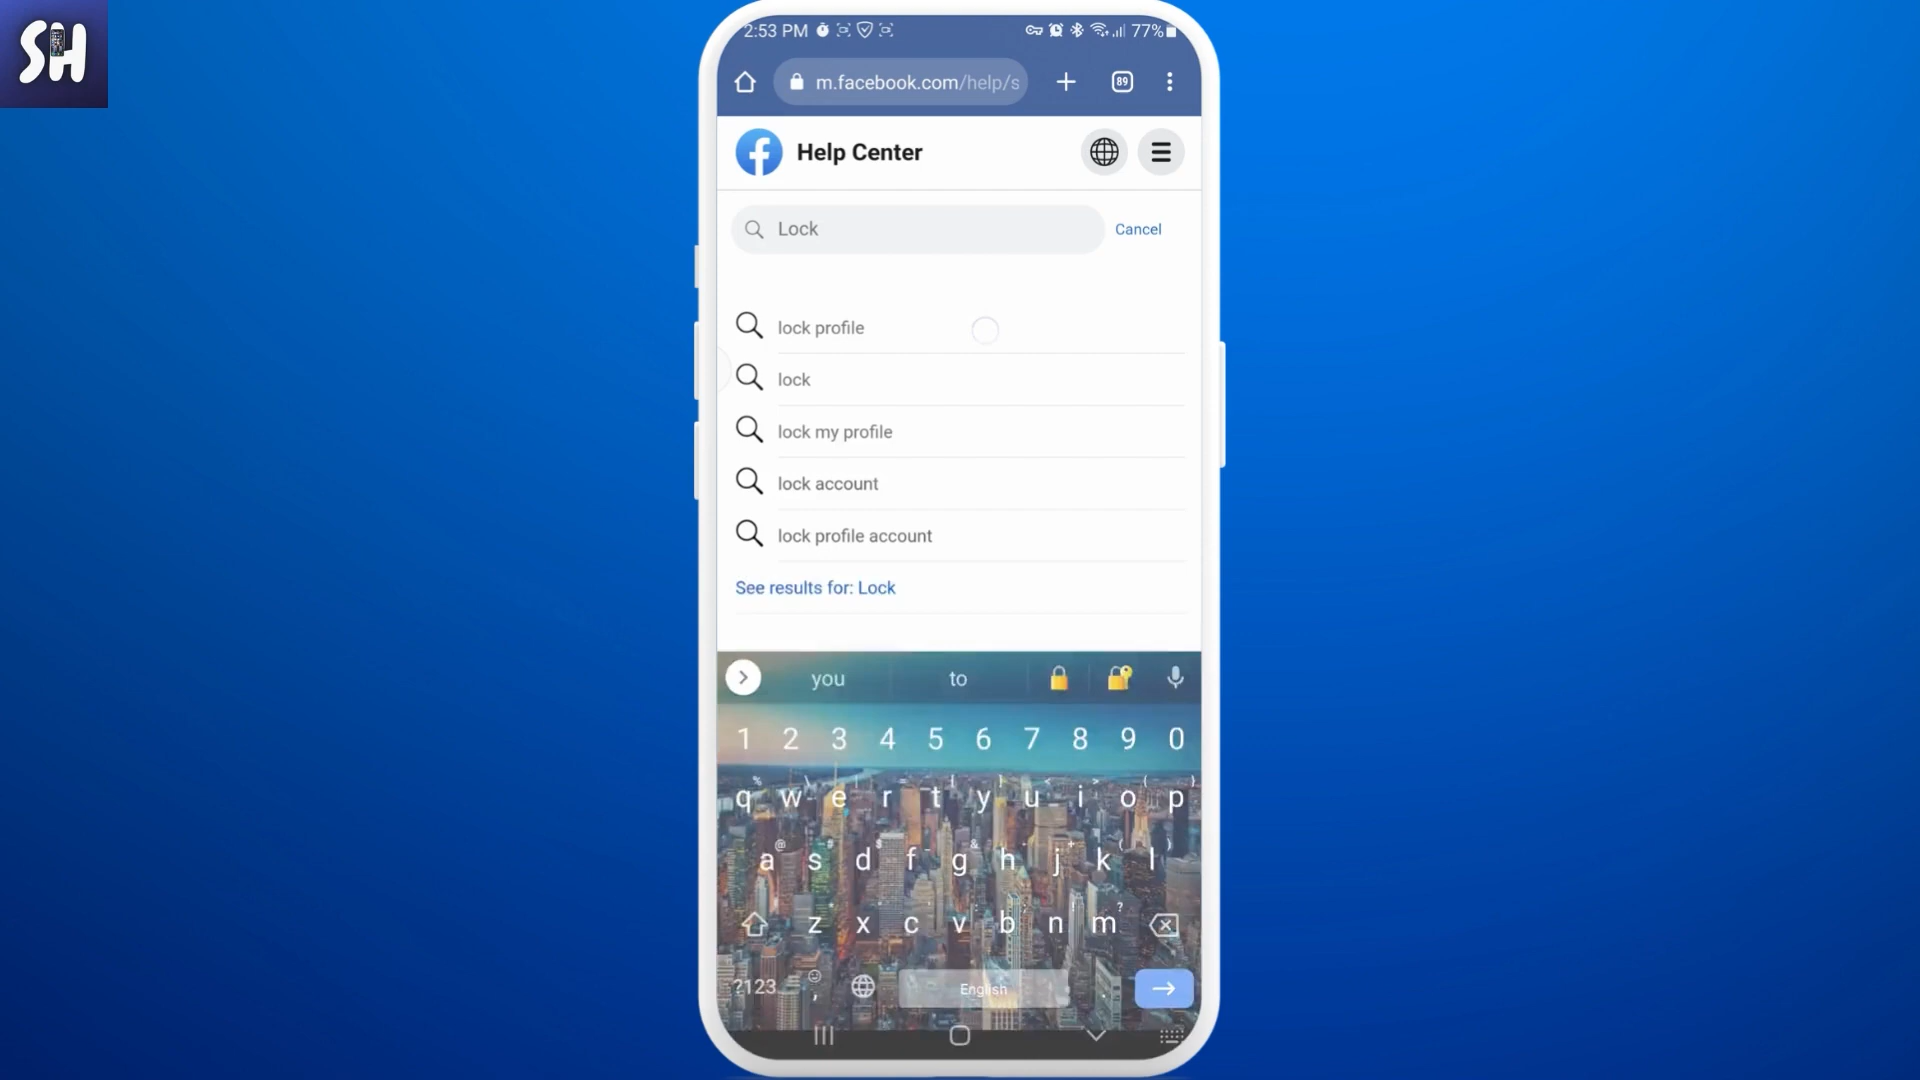 SH
2:53 PM 77%
m.facebook.com/help/s 89
Help Center
Lock Cancel
lock profile
lock
lock my profile
lock account
lock profile account
See results for: Lock
you to
1 2 3 4 5 6 7 8 9 0
q w e r t y u i o p
a s d f g h j k l
z x c v b n m
?123 , English .